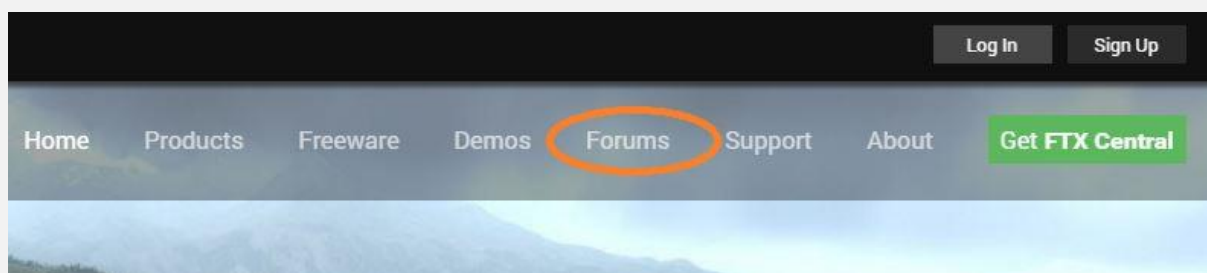 Log In Sign Up
Home Products Freeware Demos Forums Support About Get FTX Central